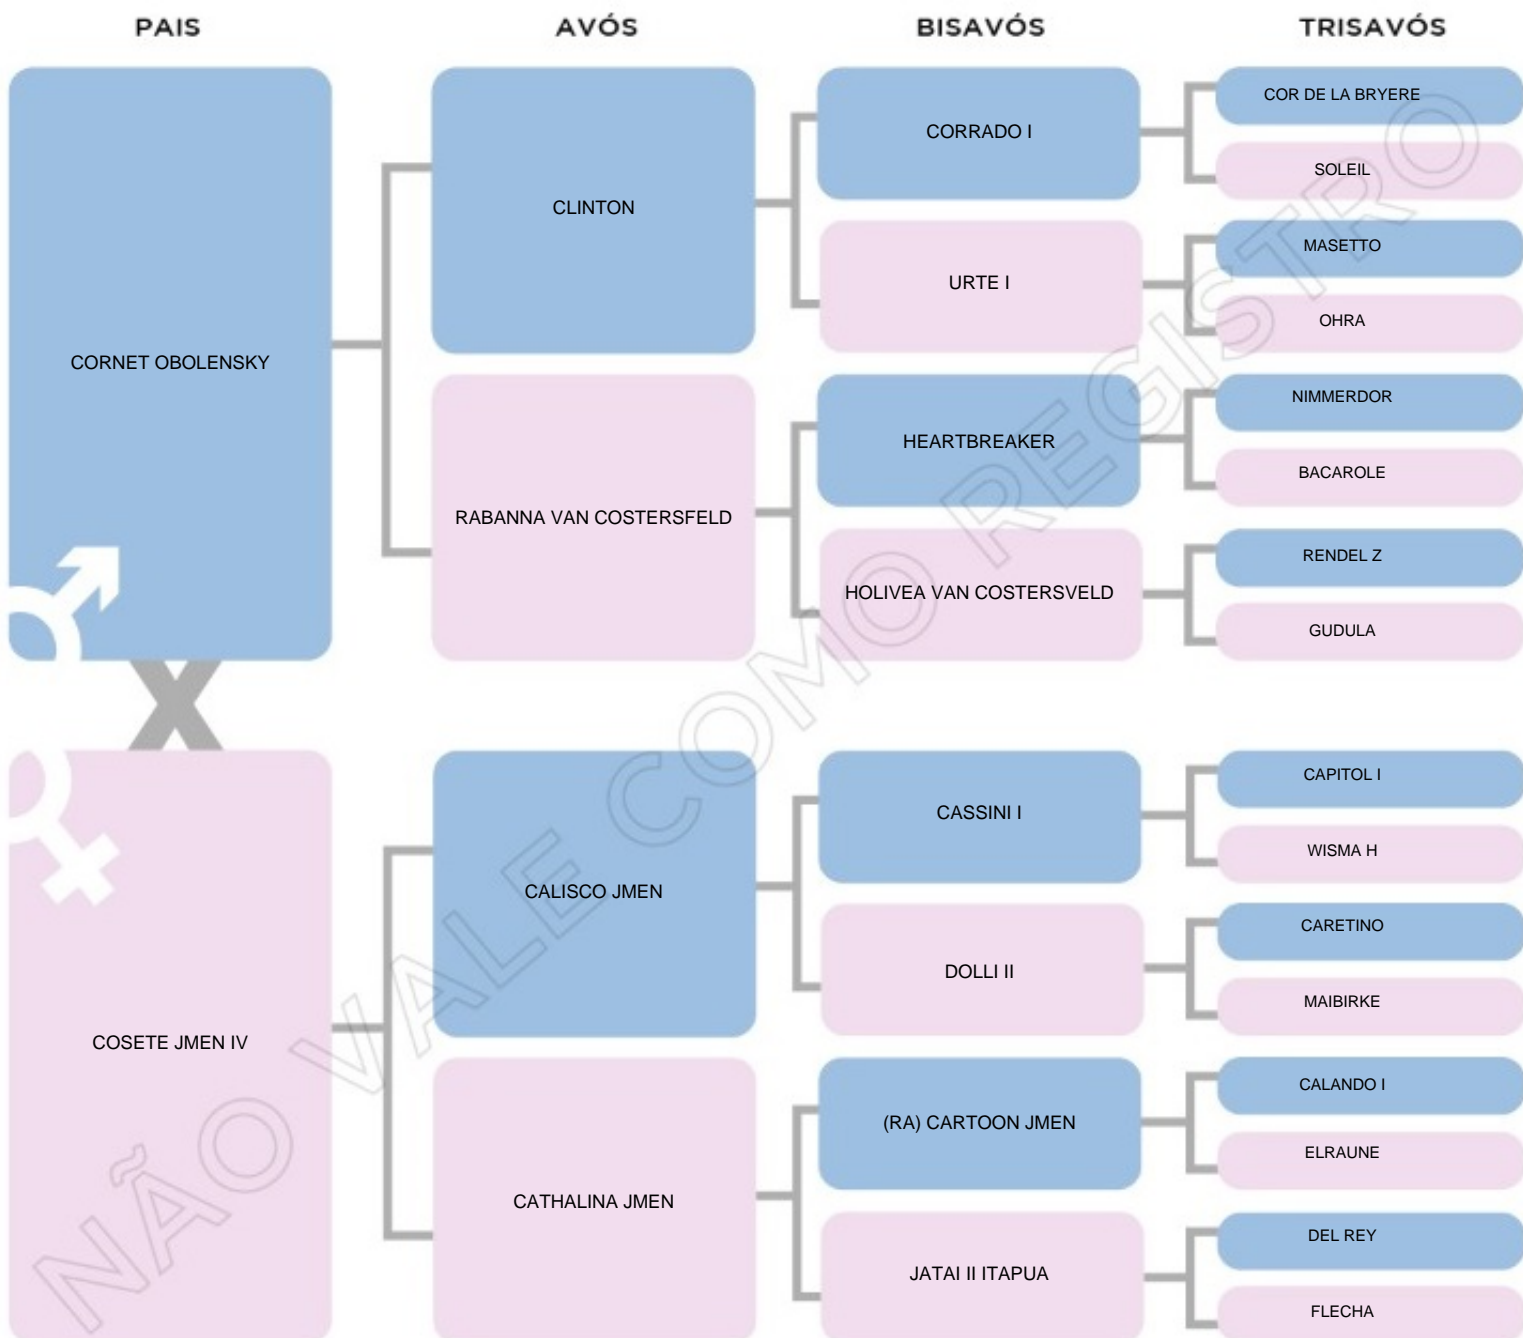 PAIS AVÓS BISAVÓS TRISAVÓS
CORNET OBOLENSKY
CLINTON
RABANNA VAN COSTERSFELD
CORRADO I
URTE I
HEARTBREAKER
HOLIVEA VAN COSTERSVELD
COR DE LA BRYERE
SOLEIL
MASETTO
OHRA
NIMMERDOR
BACAROLE
RENDEL Z
GUDULA
X
COSETE JMEN IV
CALISCO JMEN
CATHALINA JMEN
CASSINI I
DOLLI II
(RA) CARTOON JMEN
JATAI II ITAPUA
CAPITOL I
WISMA H
CARETINO
MAIBIRKE
CALANDO I
ELRAUNE
DEL REY
FLECHA
NÃO VALE COMO REGISTRO